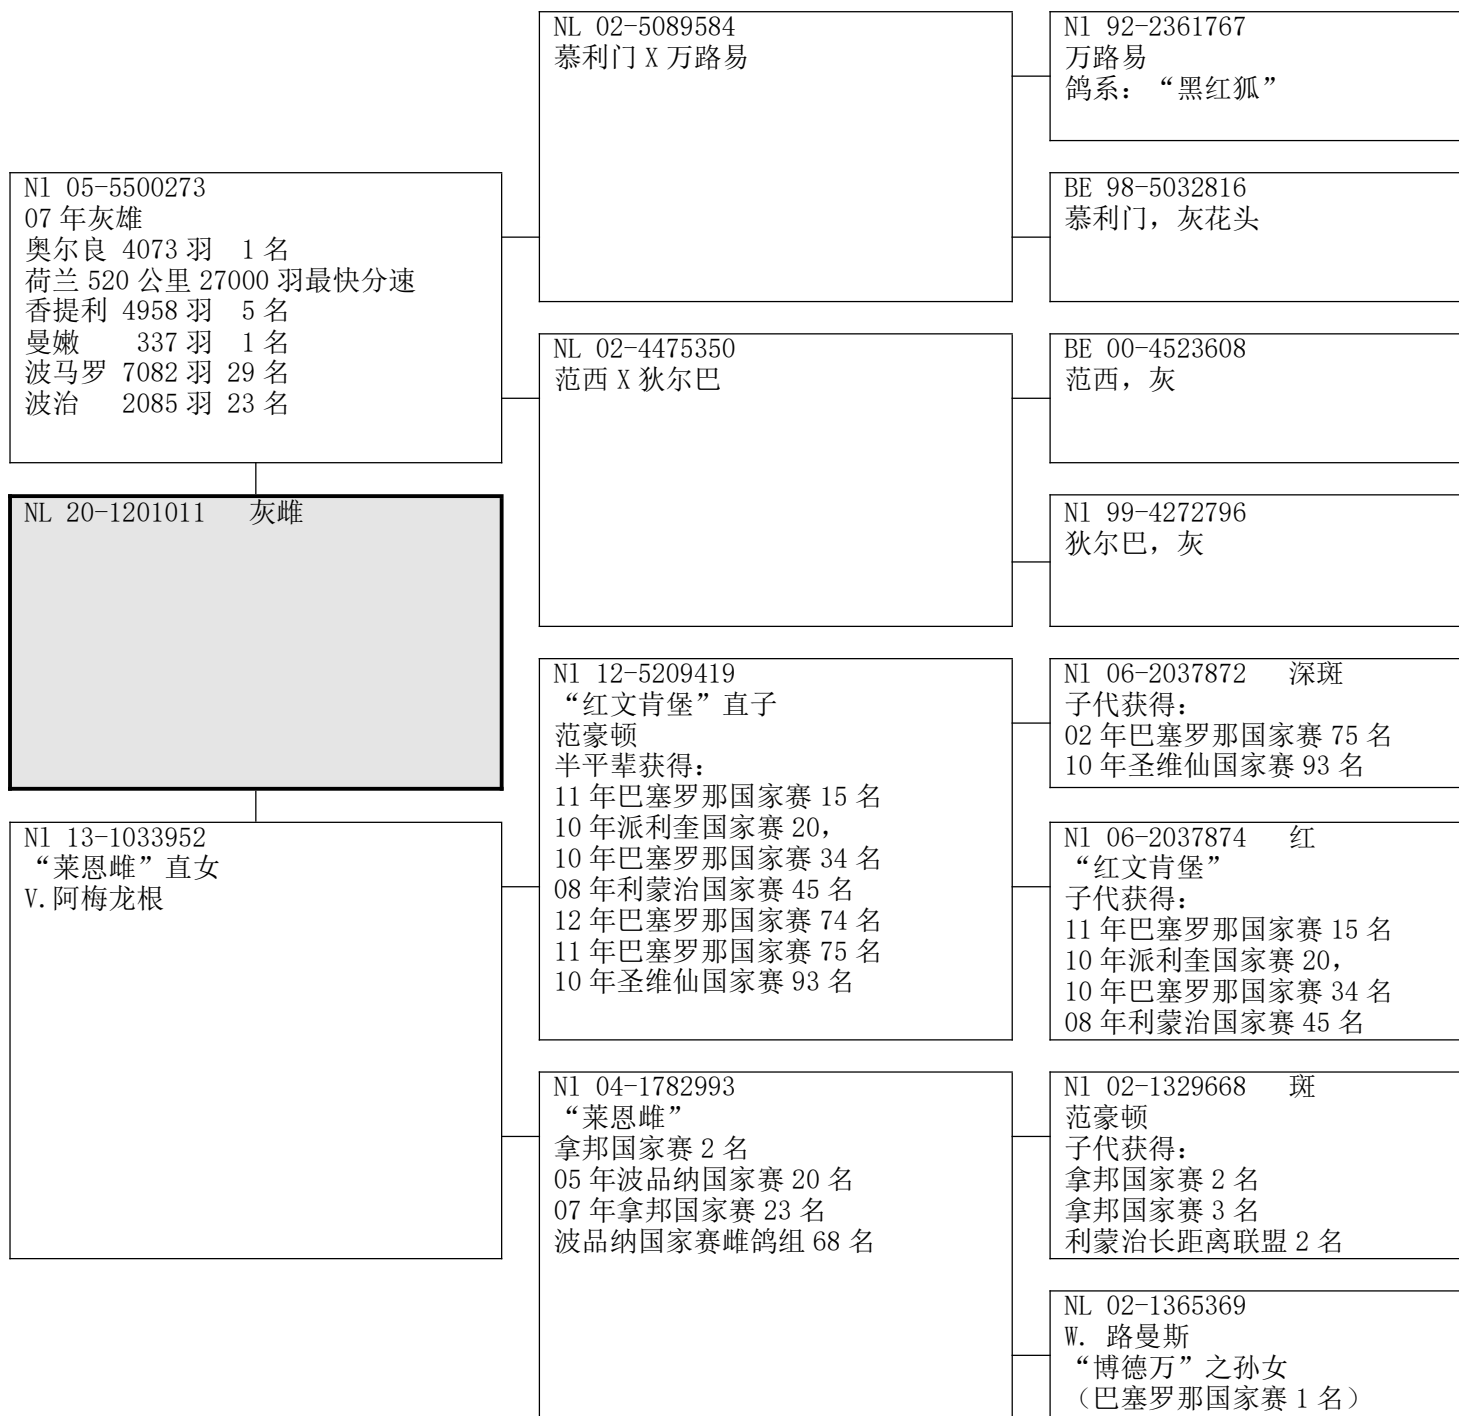 NL 02-5089584
慕利门 X 万路易
Nl 92-2361767
万路易
鸽系：“黑红狐”
Nl 05-5500273
07 年灰雄
奥尔良 4073 羽 1 名
荷兰 520 公里 27000 羽最快分速
香提利 4958 羽 5 名
曼嫩 337 羽 1 名
波马罗 7082 羽 29 名
波治 2085 羽 23 名
BE 98-5032816
慕利门，灰花头
NL 02-4475350
范西 X 狄尔巴
BE 00-4523608
范西，灰
NL 20-1201011 灰雌
Nl 99-4272796
狄尔巴，灰
Nl 12-5209419
“红文肯堡”直子
范豪顿
半平辈获得：
11 年巴塞罗那国家赛 15 名
10 年派利奎国家赛 20，
10 年巴塞罗那国家赛 34 名
08 年利蒙治国家赛 45 名
12 年巴塞罗那国家赛 74 名
11 年巴塞罗那国家赛 75 名
10 年圣维仙国家赛 93 名
Nl 06-2037872 深斑
子代获得：
02 年巴塞罗那国家赛 75 名
10 年圣维仙国家赛 93 名
Nl 13-1033952
“莱恩雌”直女
V.阿梅龙根
Nl 06-2037874 红
“红文肯堡”
子代获得：
11 年巴塞罗那国家赛 15 名
10 年派利奎国家赛 20，
10 年巴塞罗那国家赛 34 名
08 年利蒙治国家赛 45 名
Nl 04-1782993
“莱恩雌”
拿邦国家赛 2 名
05 年波品纳国家赛 20 名
07 年拿邦国家赛 23 名
波品纳国家赛雌鸽组 68 名
Nl 02-1329668 斑
范豪顿
子代获得：
拿邦国家赛 2 名
拿邦国家赛 3 名
利蒙治长距离联盟 2 名
NL 02-1365369
W. 路曼斯
“博德万”之孙女
（巴塞罗那国家赛 1 名）